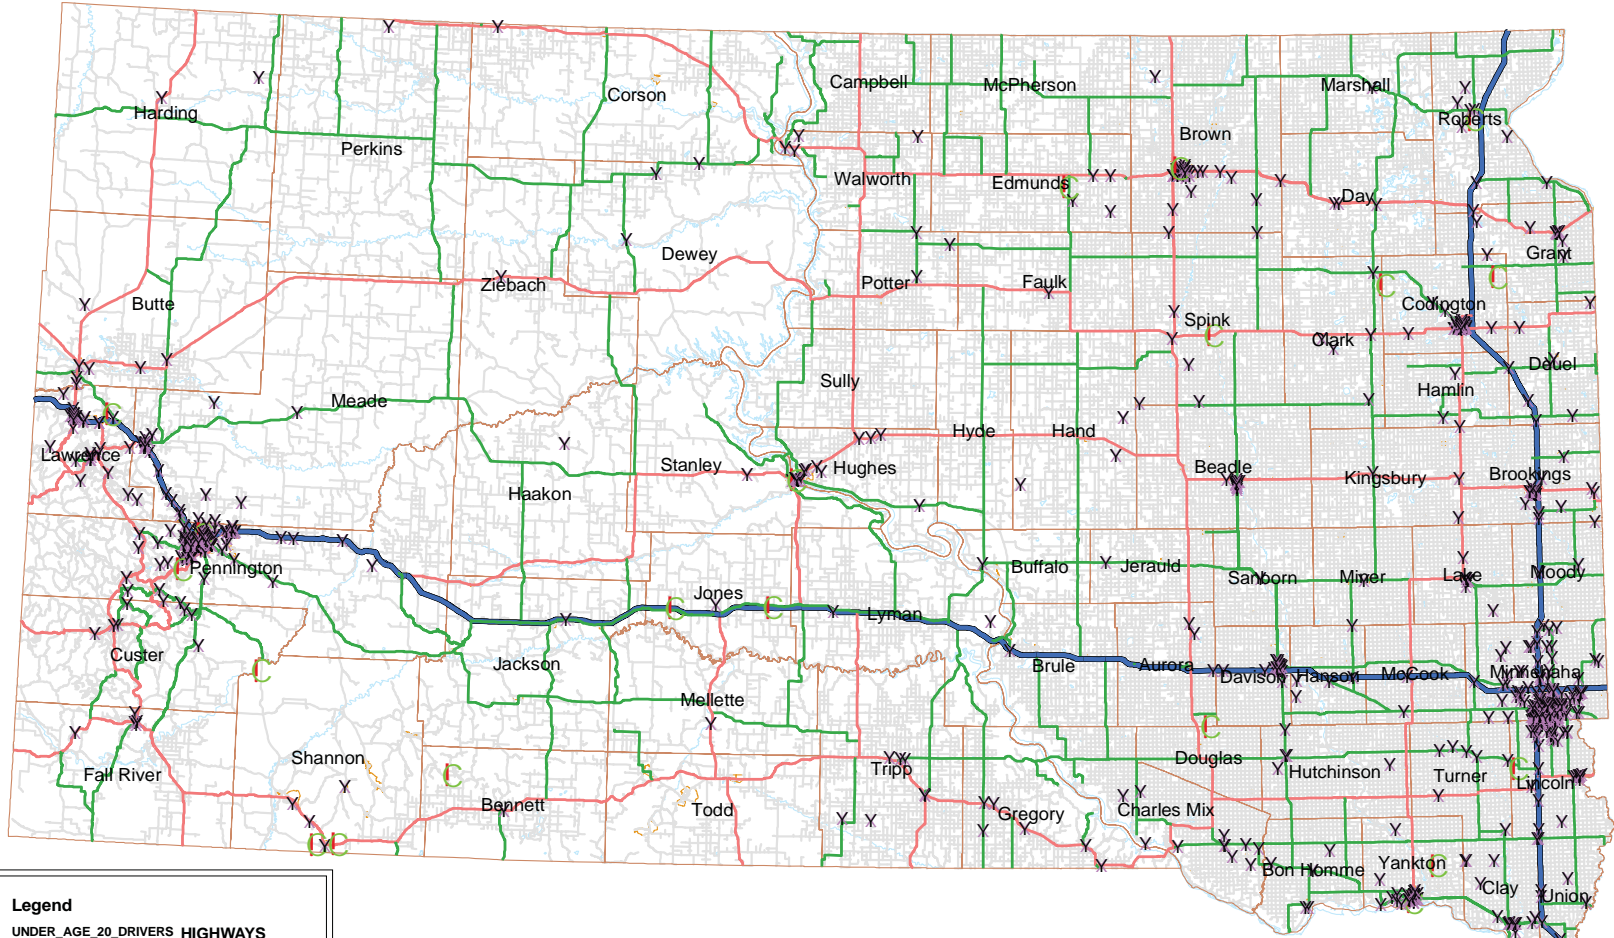 Campbell
McPherson
Marshall
Corson
Harding
Roberts
Brown
Perkins
Walworth
Edmunds
Day
Dewey
Grant
Ziebach
Potter
Faulk
Butte
Codington
Spink
Clark
Deuel
Sully
Hamlin
Meade
Hyde
Hand
Lawrence
Stanley
Hughes
Beadle
Kingsbury
Brookings
Haakon
Pennington
Buffalo
Jerauld
Sanborn
Miner
Lake
Moody
Jones
Lyman
Custer
Jackson
Brule
Aurora
Davison
Hanson
McCook
Minnehaha
Mellette
Shannon
Douglas
Fall River
Tripp
Hutchinson
Turner
Lincoln
Bennett
Todd
Gregory
Charles Mix
Bon Homme
Yankton
Clay
Union
Legend
UNDER_AGE_20_DRIVERS HIGHWAYS